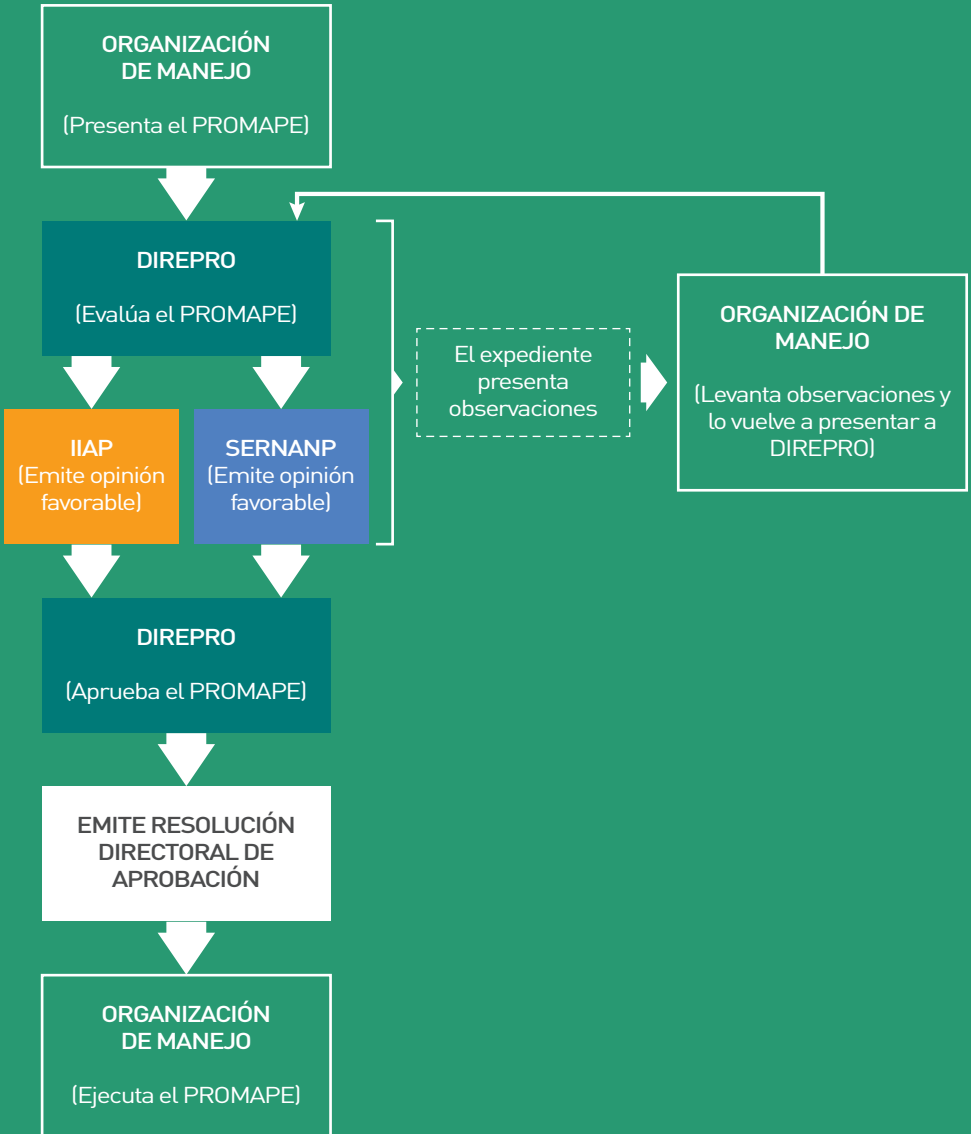 ORGANIZACIÓN
DE MANEJO
(Presenta el PROMAPE)
DIREPRO
(Evalúa el PROMAPE)
IIAP
(Emite opinión
favorable)
SERNANP
(Emite opinión
favorable)
El expediente
presenta
observaciones
ORGANIZACIÓN DE
MANEJO
(Levanta observaciones y
lo vuelve a presentar a
DIREPRO)
DIREPRO
(Aprueba el PROMAPE)
EMITE RESOLUCIÓN
DIRECTORAL DE
APROBACIÓN
ORGANIZACIÓN
DE MANEJO
(Ejecuta el PROMAPE)